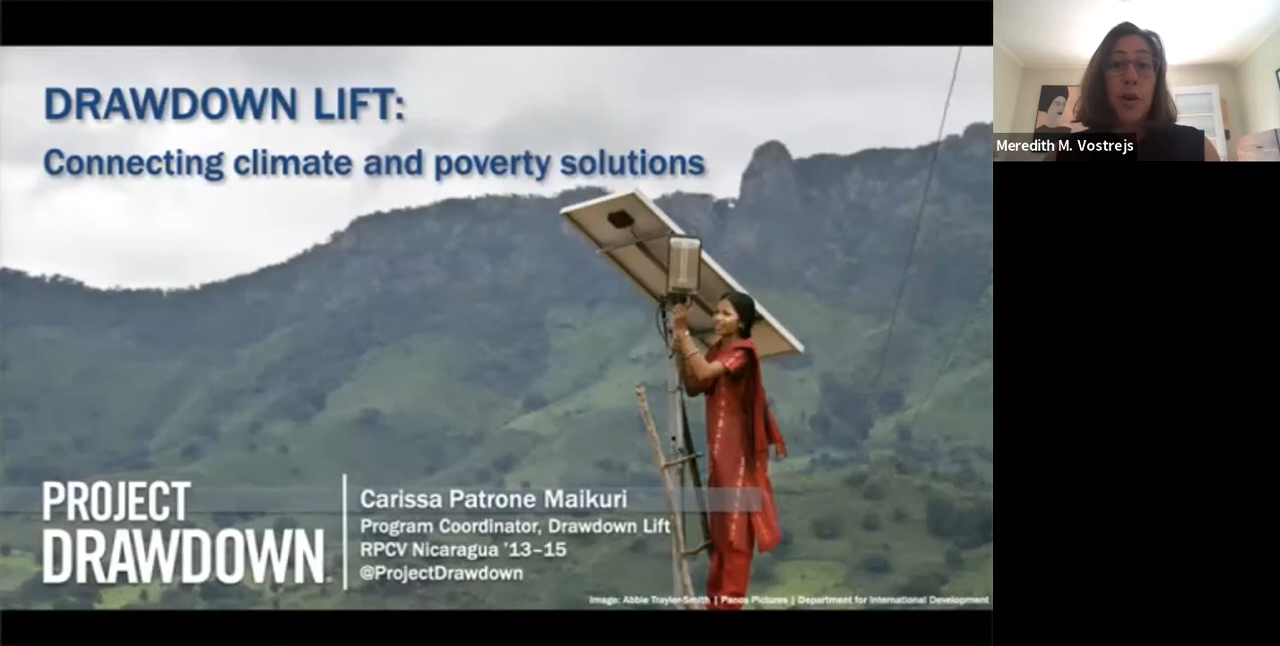 DRAWDOWN LIFT:
Connecting climate and poverty solutions
PROJECT
DRAWDOWN
Carissa Patrone Maikuri
Program Coordinator, Drawdown Lift
RPCV Nicaragua '13–15
@ProjectDrawdown
Image: Abbie Traylor-Smith | Panos Pictures | Department for International Development
Meredith M. Vostrejs